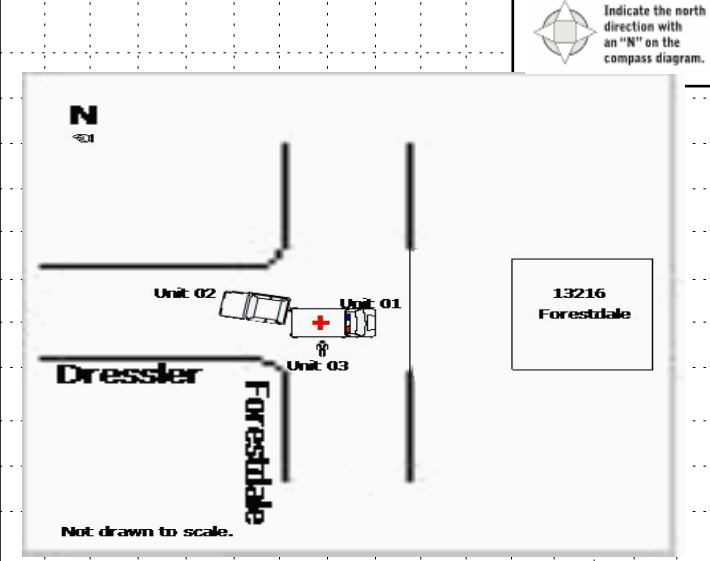 Indicate the north
direction with
an “N” on the
compass diagram.
N
Unit 02
Unit 01
13216
Forestdale
Unit 03
Dressler
Forestdale
Not drawn to scale.